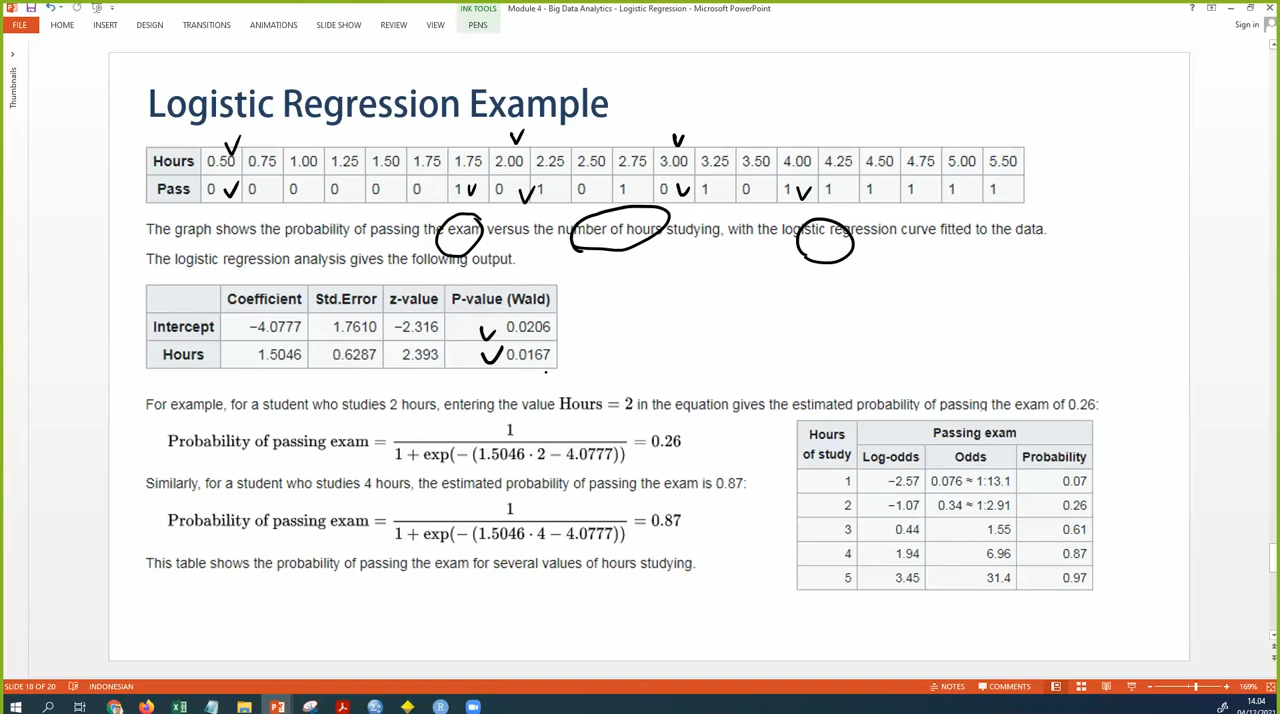 INK TOOLS
Module 4 - Big Data Analytics - Logistic Regression - Microsoft PowerPoint
?
FILE HOME INSERT DESIGN TRANSITIONS ANIMATIONS SLIDE SHOW REVIEW VIEW PENS Sign in
Thumbnails
Logistic Regression Example
Hours 0.50 0.75 1.00 1.25 1.50 1.75 1.75 2.00 2.25 2.50 2.75 3.00 3.25 3.50 4.00 4.25 4.50 4.75 5.00 5.50
Pass 0 0 0 0 0 0 1 0 1 0 1 0 1 0 1 1 1 1 1 1
The graph shows the probability of passing the exam versus the number of hours studying, with the logistic regression curve fitted to the data.
The logistic regression analysis gives the following output.
Coefficient Std.Error z-value P-value (Wald)
Intercept −4.0777 1.7610 −2.316 0.0206
Hours 1.5046 0.6287 2.393 0.0167
For example, for a student who studies 2 hours, entering the value Hours = 2 in the equation gives the estimated probability of passing the exam of 0.26:
Probability of passing exam = 1 / 1 + exp(− (1.5046 · 2 − 4.0777)) = 0.26
Similarly, for a student who studies 4 hours, the estimated probability of passing the exam is 0.87:
Probability of passing exam = 1 / 1 + exp(− (1.5046 · 4 − 4.0777)) = 0.87
This table shows the probability of passing the exam for several values of hours studying.
Hours of study Passing exam
Log-odds Odds Probability
1 −2.57 0.076 ≈ 1:13.1 0.07
2 −1.07 0.34 ≈ 1:2.91 0.26
3 0.44 1.55 0.61
4 1.94 6.96 0.87
5 3.45 31.4 0.97
SLIDE 18 OF 20 INDONESIAN NOTES COMMENTS 169%
14.04
04/12/2021